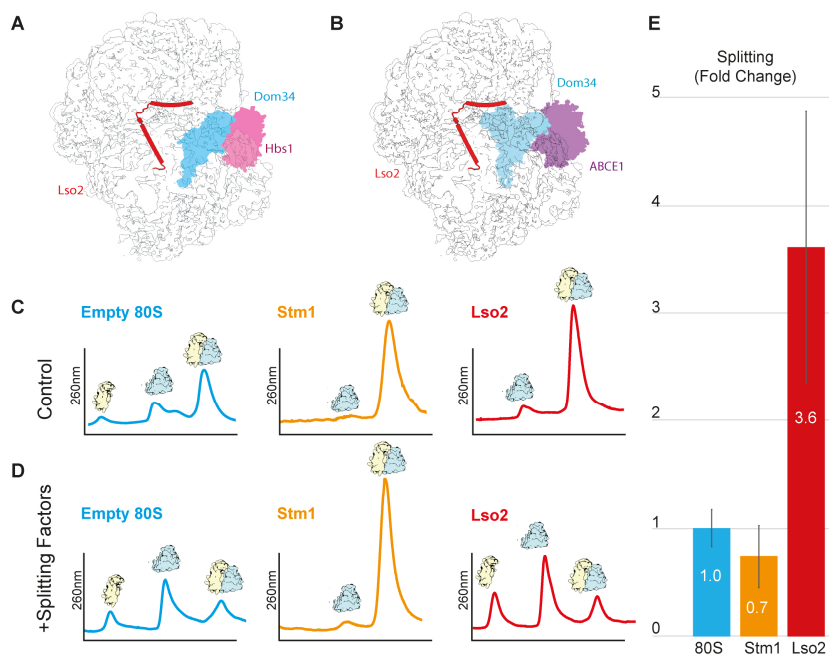 A
B
E
Dom34
Hbs1
Lso2
Dom34
Lso2
ABCE1
Splitting
(Fold Change)
5
4
3
2
1
0
3.6
1.0
0.7
80S
Stm1
Lso2
C
Control
Empty 80S
Stm1
Lso2
260nm
260nm
260nm
D
+Splitting Factors
Empty 80S
Stm1
Lso2
260nm
260nm
260nm